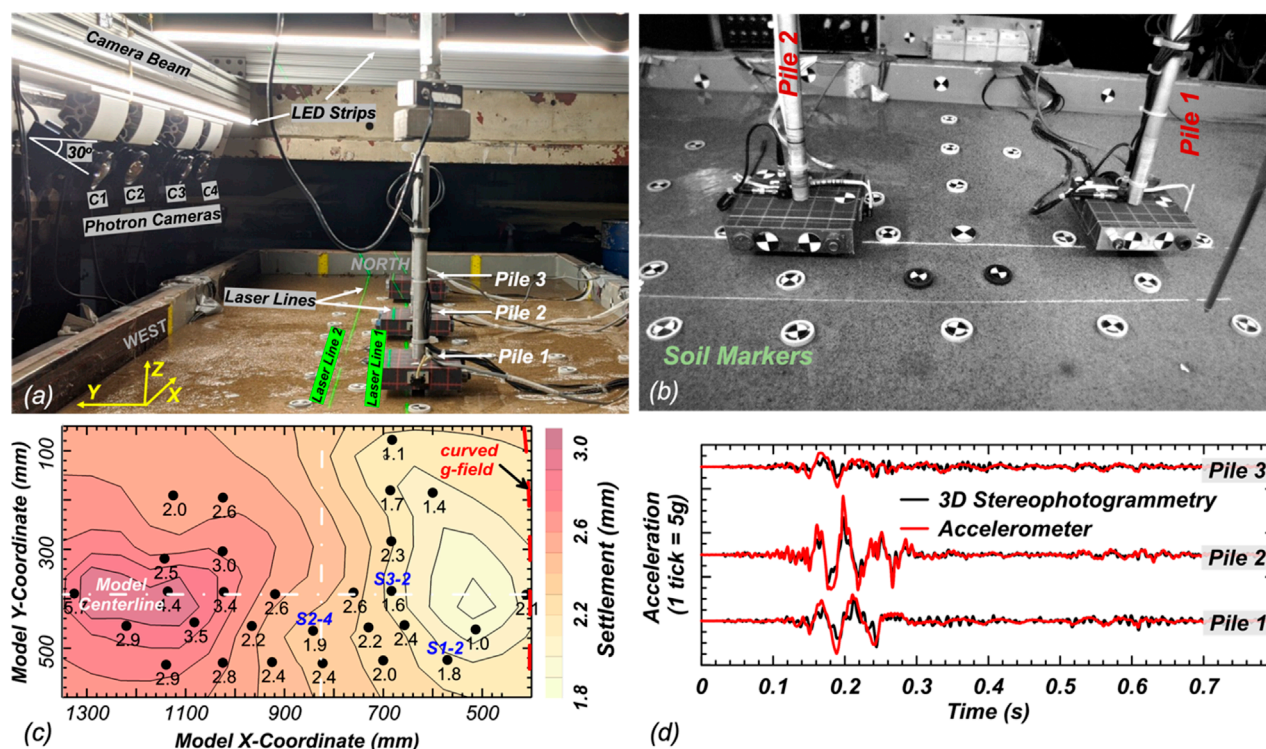 Camera Beam
LED Strips
30°
C1 C2 C3 C4
Photron Cameras
NORTH
Pile 3
Laser Lines
Pile 2
WEST
Laser Line 2
Laser Line 1
Pile 1
Z
Y X
(a)
Pile 2
Pile 1
Soil Markers
(b)
Model Y-Coordinate (mm)
100
300
500
curved
g-field
1.1
1.7
1.4
2.0
2.6
2.3
3.0
2.5
S3-2
Model
Centerline
3.4
2.6
2.6
1.6
2.1
S2-4
2.9
3.5
2.2
1.9
2.2
2.4
S1-2
1.0
2.9
2.8
2.4
2.4
2.0
1.8
1300 1100 900 700 500
Model X-Coordinate (mm)
3.0
2.6
2.2
1.8
Settlement (mm)
(c)
Acceleration
(1 tick = 5g)
Pile 3
3D Stereophotogrammetry
Accelerometer
Pile 2
Pile 1
0 0.1 0.2 0.3 0.4 0.5 0.6 0.7
Time (s)
(d)